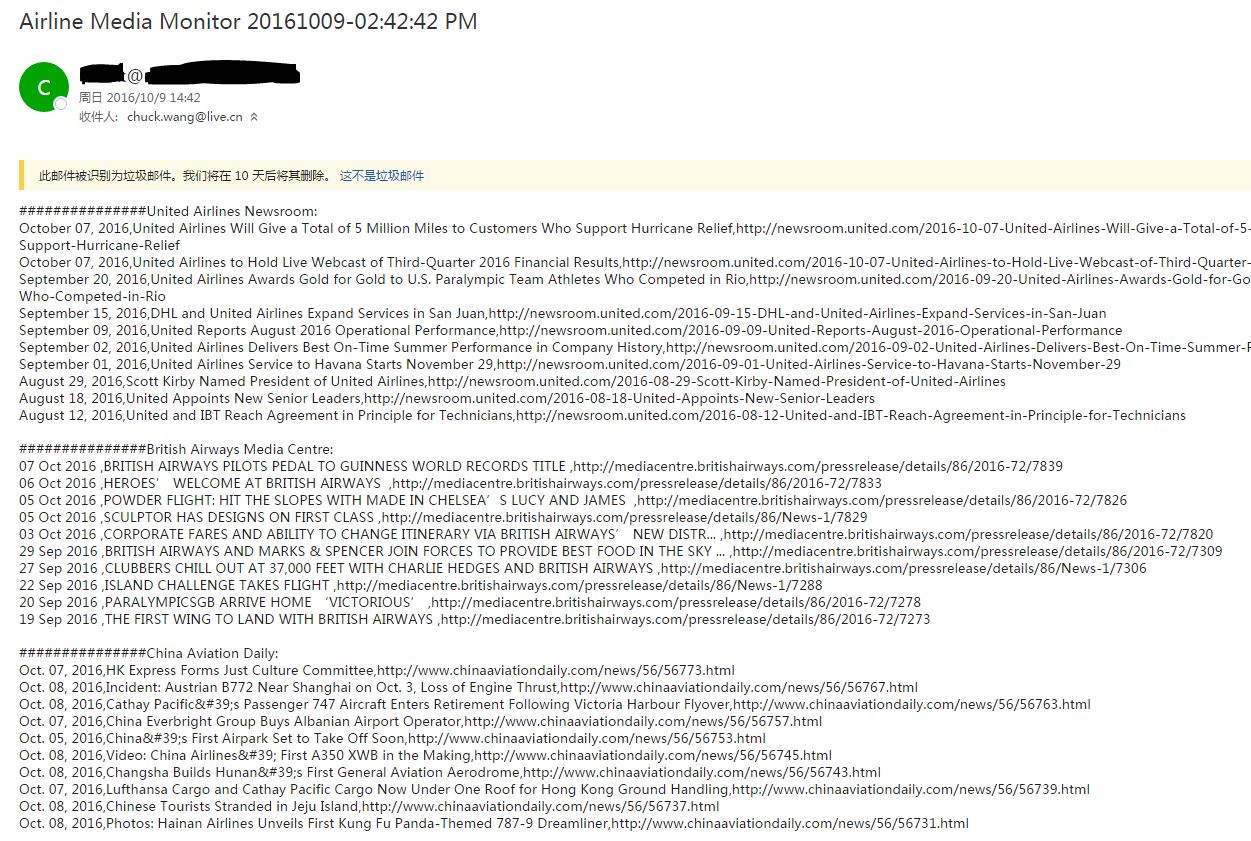 Airline Media Monitor 20161009-02:42:42 PM
C
@
周日 2016/10/9 14:42
收件人: chuck.wang@live.cn
此邮件被识别为垃圾邮件。我们将在 10 天后将其删除。 这不是垃圾邮件
###############United Airlines Newsroom:
October 07, 2016,United Airlines Will Give a Total of 5 Million Miles to Customers Who Support Hurricane Relief,http://newsroom.united.com/2016-10-07-United-Airlines-Will-Give-a-Total-of-5-
Support-Hurricane-Relief
October 07, 2016,United Airlines to Hold Live Webcast of Third-Quarter 2016 Financial Results,http://newsroom.united.com/2016-10-07-United-Airlines-to-Hold-Live-Webcast-of-Third-Quarter-
September 20, 2016,United Airlines Awards Gold for Gold to U.S. Paralympic Team Athletes Who Competed in Rio,http://newsroom.united.com/2016-09-20-United-Airlines-Awards-Gold-for-Go
Who-Competed-in-Rio
September 15, 2016,DHL and United Airlines Expand Services in San Juan,http://newsroom.united.com/2016-09-15-DHL-and-United-Airlines-Expand-Services-in-San-Juan
September 09, 2016,United Reports August 2016 Operational Performance,http://newsroom.united.com/2016-09-09-United-Reports-August-2016-Operational-Performance
September 02, 2016,United Airlines Delivers Best On-Time Summer Performance in Company History,http://newsroom.united.com/2016-09-02-United-Airlines-Delivers-Best-On-Time-Summer-F
September 01, 2016,United Airlines Service to Havana Starts November 29,http://newsroom.united.com/2016-09-01-United-Airlines-Service-to-Havana-Starts-November-29
August 29, 2016,Scott Kirby Named President of United Airlines,http://newsroom.united.com/2016-08-29-Scott-Kirby-Named-President-of-United-Airlines
August 18, 2016,United Appoints New Senior Leaders,http://newsroom.united.com/2016-08-18-United-Appoints-New-Senior-Leaders
August 12, 2016,United and IBT Reach Agreement in Principle for Technicians,http://newsroom.united.com/2016-08-12-United-and-IBT-Reach-Agreement-in-Principle-for-Technicians
###############British Airways Media Centre:
07 Oct 2016 ,BRITISH AIRWAYS PILOTS PEDAL TO GUINNESS WORLD RECORDS TITLE ,http://mediacentre.britishairways.com/pressrelease/details/86/2016-72/7839
06 Oct 2016 ,HEROES’ WELCOME AT BRITISH AIRWAYS ,http://mediacentre.britishairways.com/pressrelease/details/86/2016-72/7833
05 Oct 2016 ,POWDER FLIGHT: HIT THE SLOPES WITH MADE IN CHELSEA’S LUCY AND JAMES ,http://mediacentre.britishairways.com/pressrelease/details/86/2016-72/7826
05 Oct 2016 ,SCULPTOR HAS DESIGNS ON FIRST CLASS ,http://mediacentre.britishairways.com/pressrelease/details/86/News-1/7829
03 Oct 2016 ,CORPORATE FARES AND ABILITY TO CHANGE ITINERARY VIA BRITISH AIRWAYS’ NEW DISTR... ,http://mediacentre.britishairways.com/pressrelease/details/86/2016-72/7820
29 Sep 2016 ,BRITISH AIRWAYS AND MARKS & SPENCER JOIN FORCES TO PROVIDE BEST FOOD IN THE SKY ... ,http://mediacentre.britishairways.com/pressrelease/details/86/2016-72/7309
27 Sep 2016 ,CLUBBERS CHILL OUT AT 37,000 FEET WITH CHARLIE HEDGES AND BRITISH AIRWAYS ,http://mediacentre.britishairways.com/pressrelease/details/86/News-1/7306
22 Sep 2016 ,ISLAND CHALLENGE TAKES FLIGHT ,http://mediacentre.britishairways.com/pressrelease/details/86/News-1/7288
20 Sep 2016 ,PARALYMPICSGB ARRIVE HOME ‘VICTORIOUS’ ,http://mediacentre.britishairways.com/pressrelease/details/86/2016-72/7278
19 Sep 2016 ,THE FIRST WING TO LAND WITH BRITISH AIRWAYS ,http://mediacentre.britishairways.com/pressrelease/details/86/2016-72/7273
###############China Aviation Daily:
Oct. 07, 2016,HK Express Forms Just Culture Committee,http://www.chinaaviationdaily.com/news/56/56773.html
Oct. 08, 2016,Incident: Austrian B772 Near Shanghai on Oct. 3, Loss of Engine Thrust,http://www.chinaaviationdaily.com/news/56/56767.html
Oct. 08, 2016,Cathay Pacific&#39;s Passenger 747 Aircraft Enters Retirement Following Victoria Harbour Flyover,http://www.chinaaviationdaily.com/news/56/56763.html
Oct. 07, 2016,China Everbright Group Buys Albanian Airport Operator,http://www.chinaaviationdaily.com/news/56/56757.html
Oct. 05, 2016,China&#39;s First Airpark Set to Take Off Soon,http://www.chinaaviationdaily.com/news/56/56753.html
Oct. 08, 2016,Video: China Airlines&#39; First A350 XWB in the Making,http://www.chinaaviationdaily.com/news/56/56745.html
Oct. 08, 2016,Changsha Builds Hunan&#39;s First General Aviation Aerodrome,http://www.chinaaviationdaily.com/news/56/56743.html
Oct. 07, 2016,Lufthansa Cargo and Cathay Pacific Cargo Now Under One Roof for Hong Kong Ground Handling,http://www.chinaaviationdaily.com/news/56/56739.html
Oct. 08, 2016,Chinese Tourists Stranded in Jeju Island,http://www.chinaaviationdaily.com/news/56/56737.html
Oct. 08, 2016,Photos: Hainan Airlines Unveils First Kung Fu Panda-Themed 787-9 Dreamliner,http://www.chinaaviationdaily.com/news/56/56731.html